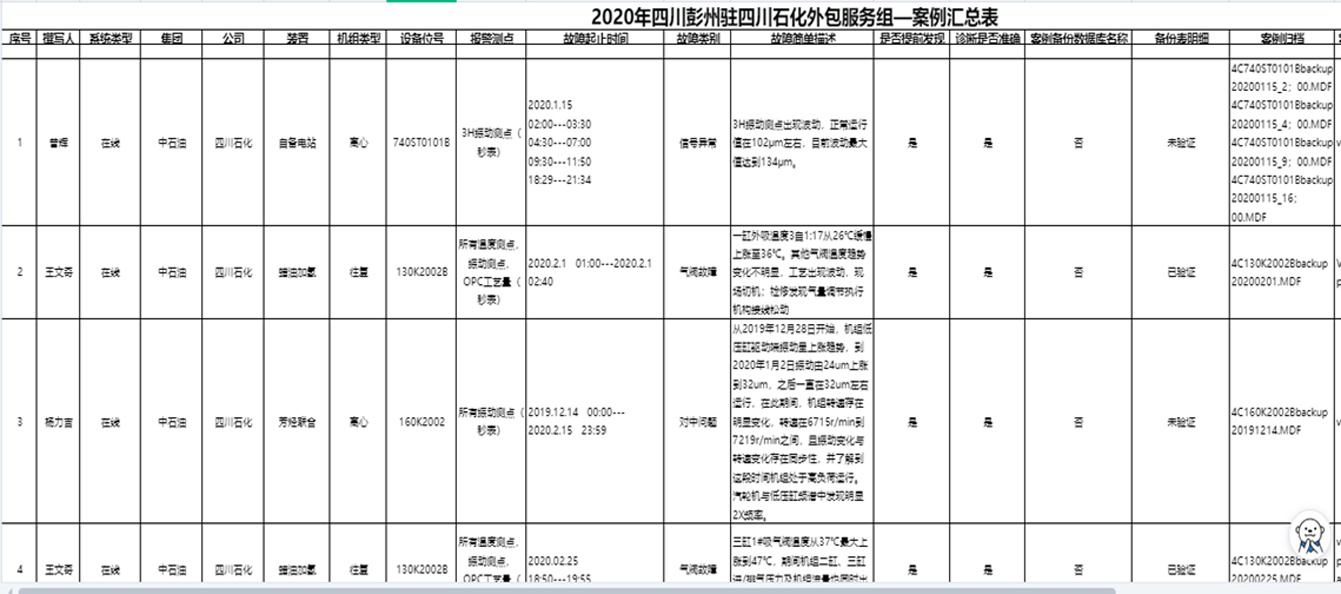 2020年四川彭州驻四川石化外包服务组—案例汇总表
序号 撰写人 系统类型 集团 公司 装置 机组类型 设备位号 报警测点 故障起止时间 故障类别 故障简单描述 是否提前发现 诊断是否准确 案例备份数据库名称 备份表明细 案例归档
1 曾辉 在线 中石油 四川石化 自备电站 离心 740ST0101B
3H振动测点（
秒表）
2020.1.15
02:00---03:30
04:30---07:00
09:30---11:50
18:29---21:34
信号异常
3H振动测点出现波动，正常运行
值在102μm左右，目前波动最大
值达到134μm。
是 是 否 未验证
4C740ST0101Bbackup
20200115_2；00.MDF
4C740ST0101Bbackup
20200115_4；00.MDF
4C740ST0101Bbackup
20200115_9；00.MDF
4C740ST0101Bbackup
20200115_16；
00.MDF
2 王文奇 在线 中石油 四川石化 蜡油加氢 往复 130K2002B
所有温度测点，
振动测点，
OPC工艺量（
秒表）
2020.2.1 01:00---2020.2.1
02:40
气阀故障
一缸外吸温度3自1:17从26℃缓慢
上涨至36℃。其他气阀温度趋势
变化不明显，工艺出现波动，现
场切机；检修发现气量调节执行
机构接线松动
是 是 否 已验证
4C130K2002Bbackup
20200201.MDF
3 杨力吉 在线 中石油 四川石化 芳烃联合 离心 160K2002
所有振动测点（
秒表）
2019.12.14 00:00---
2020.2.15 23:59
对中问题
从2019年12月28日开始，机组低
压缸驱动端振动呈上涨趋势，到
2020年1月2日振动由24um上涨
到32um，之后一直在32um左右
运行，在此期间，机组转速存在
明显变化，转速在6715r/min到
7219r/min之间，且振动变化与
转速变化存在同步性，并了解到
这段时间机组处于高负荷运行。
汽轮机与低压缸频谱中发现明显
2X频率。
是 是 否 未验证
4C160K2002Bbackup
20191214.MDF
4 王文奇 在线 中石油 四川石化 蜡油加氢 往复 130K2002B
所有温度测点，
振动测点，
OPC工艺量（
2020.02.25
18:50---19:55
气阀故障
三缸1#吸气阀温度从37℃最大上
涨到47℃，期间机组二缸、三缸
进/排气压力及机组流量也同时出
是 是 否 已验证
4C130K2002Bbackup
20200225.MDF